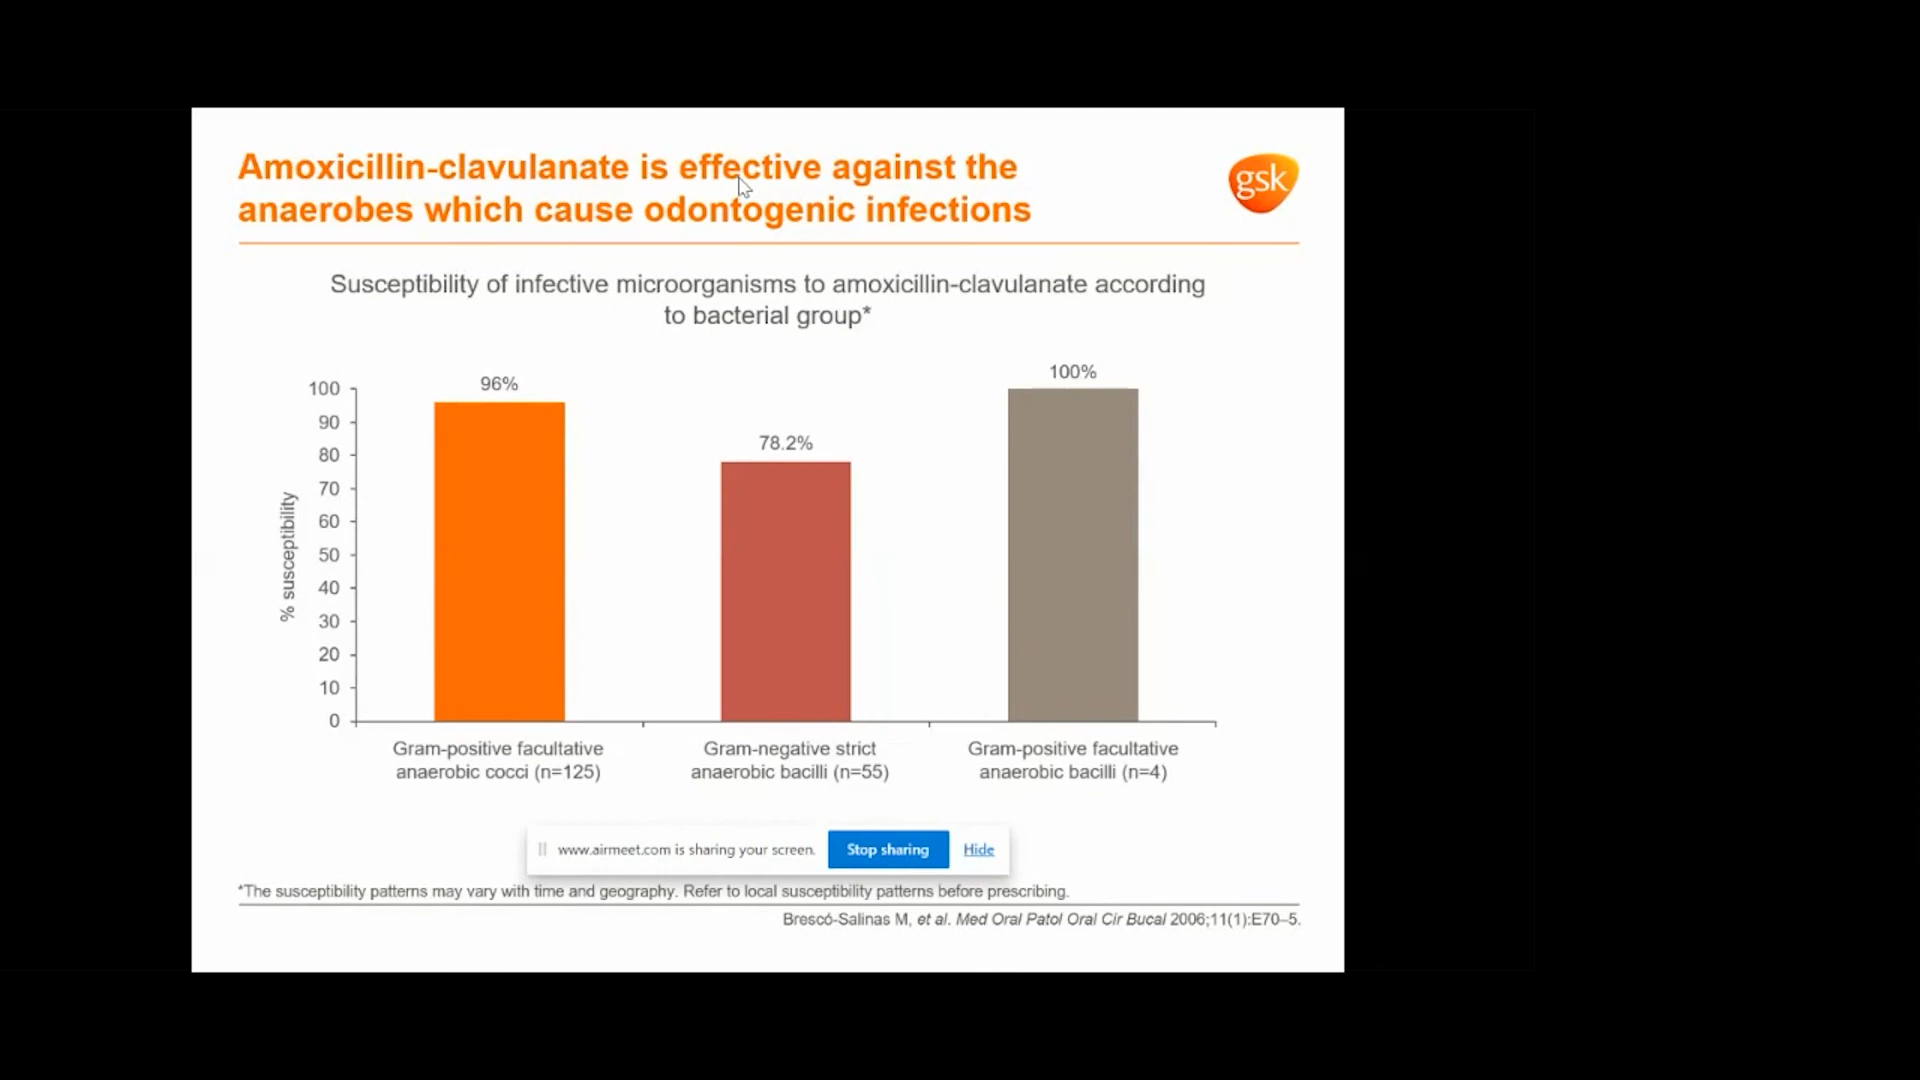 Amoxicillin-clavulanate is effective against the
anaerobes which cause odontogenic infections
gsk
Susceptibility of infective microorganisms to amoxicillin-clavulanate according
to bacterial group*
% susceptibility
100
90
80
70
60
50
40
30
20
10
0
96%
78.2%
100%
Gram-positive facultative
anaerobic cocci (n=125)
Gram-negative strict
anaerobic bacilli (n=55)
Gram-positive facultative
anaerobic bacilli (n=4)
www.airmeet.com is sharing your screen.
Stop sharing
Hide
*The susceptibility patterns may vary with time and geography. Refer to local susceptibility patterns before prescribing.
Brescó-Salinas M, et al. Med Oral Patol Oral Cir Bucal 2006;11(1):E70–5.